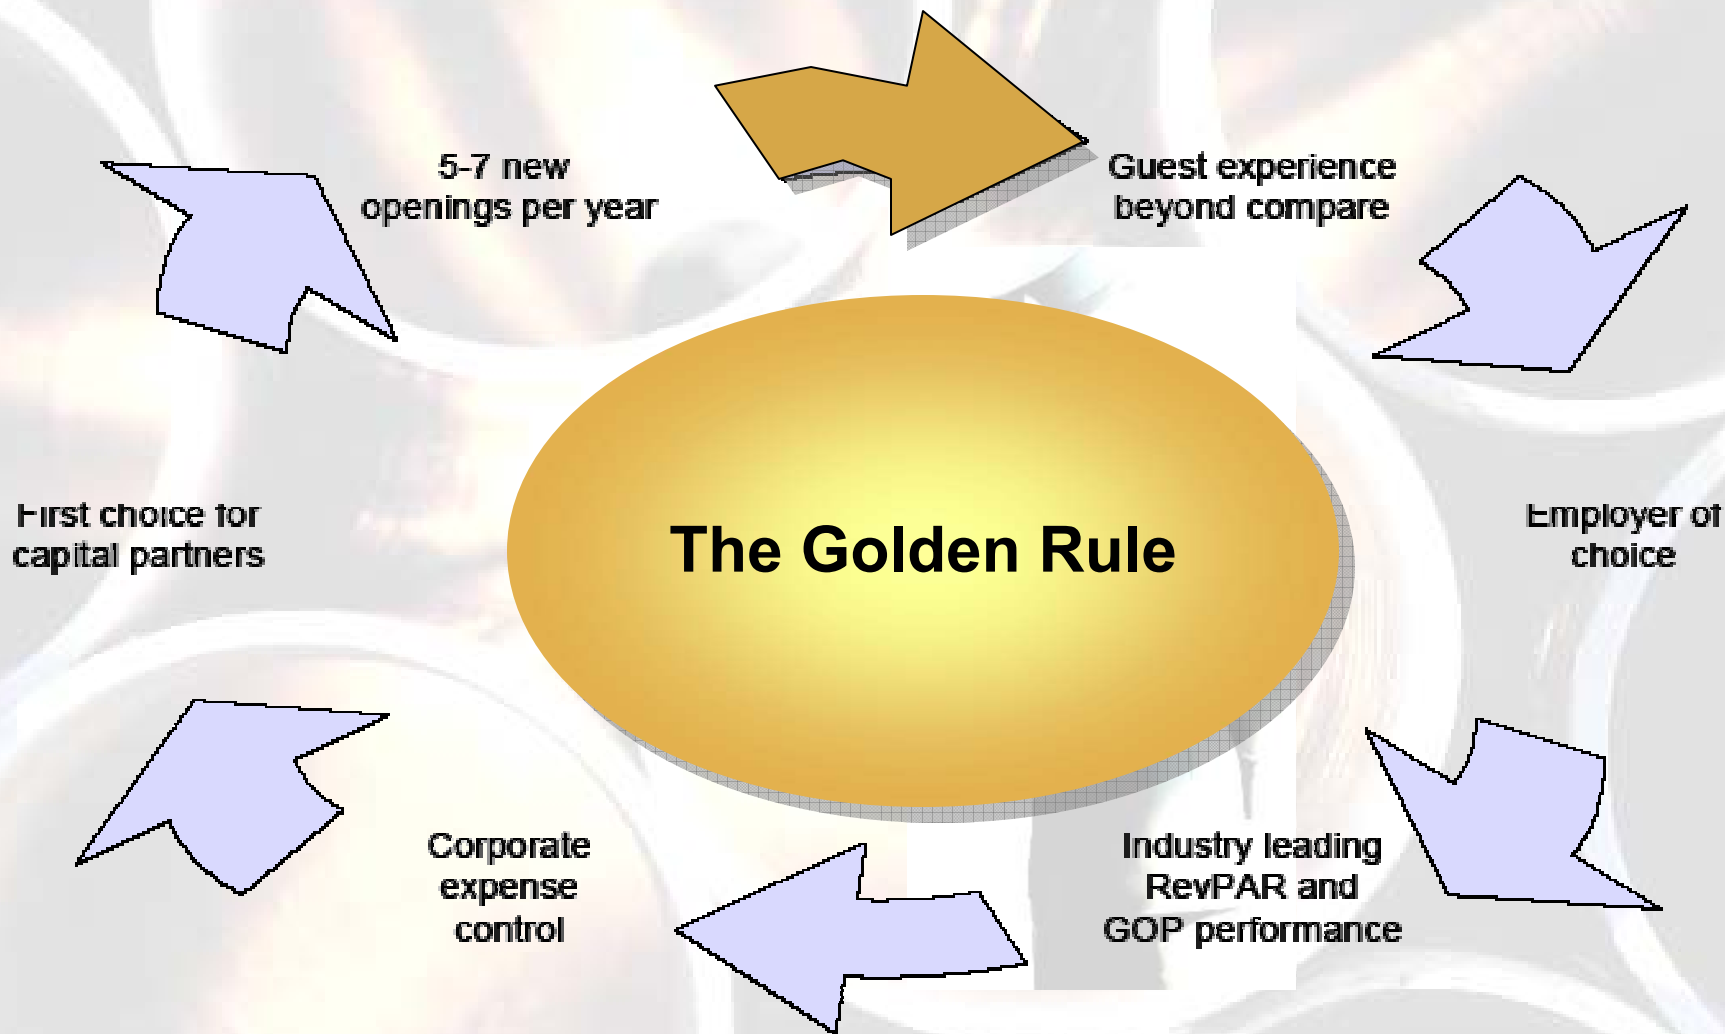 5-7 new
openings per year
Guest experience
beyond compare
First choice for
capital partners
The Golden Rule
Employer of
choice
Corporate
expense
control
Industry leading
RevPAR and
GOP performance